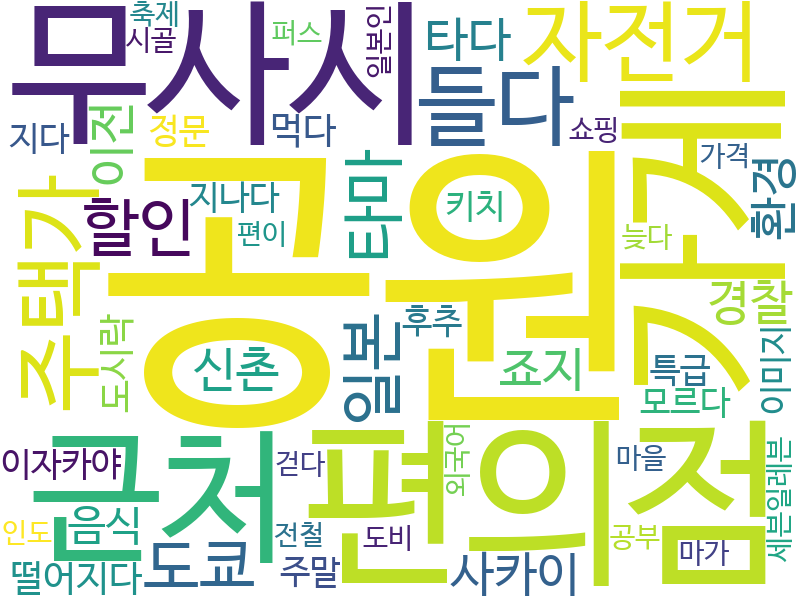 축제
시골
퍼스
일본인
타다
자전거
무사시
들다
지다
이전
정문
먹다
쇼핑
가격
공원
가게
할인
지나다
편이
타마
키치
늦다
환경
주택가
경찰
도시락
신촌
일본
후추
죠지
특급
이미지
모르다
이자카야
근처
걷다
편의점
외국어
마을
세븐일레븐
인도
음식
전철
도비
공부
마가
떨어지다
도쿄
주말
사카이